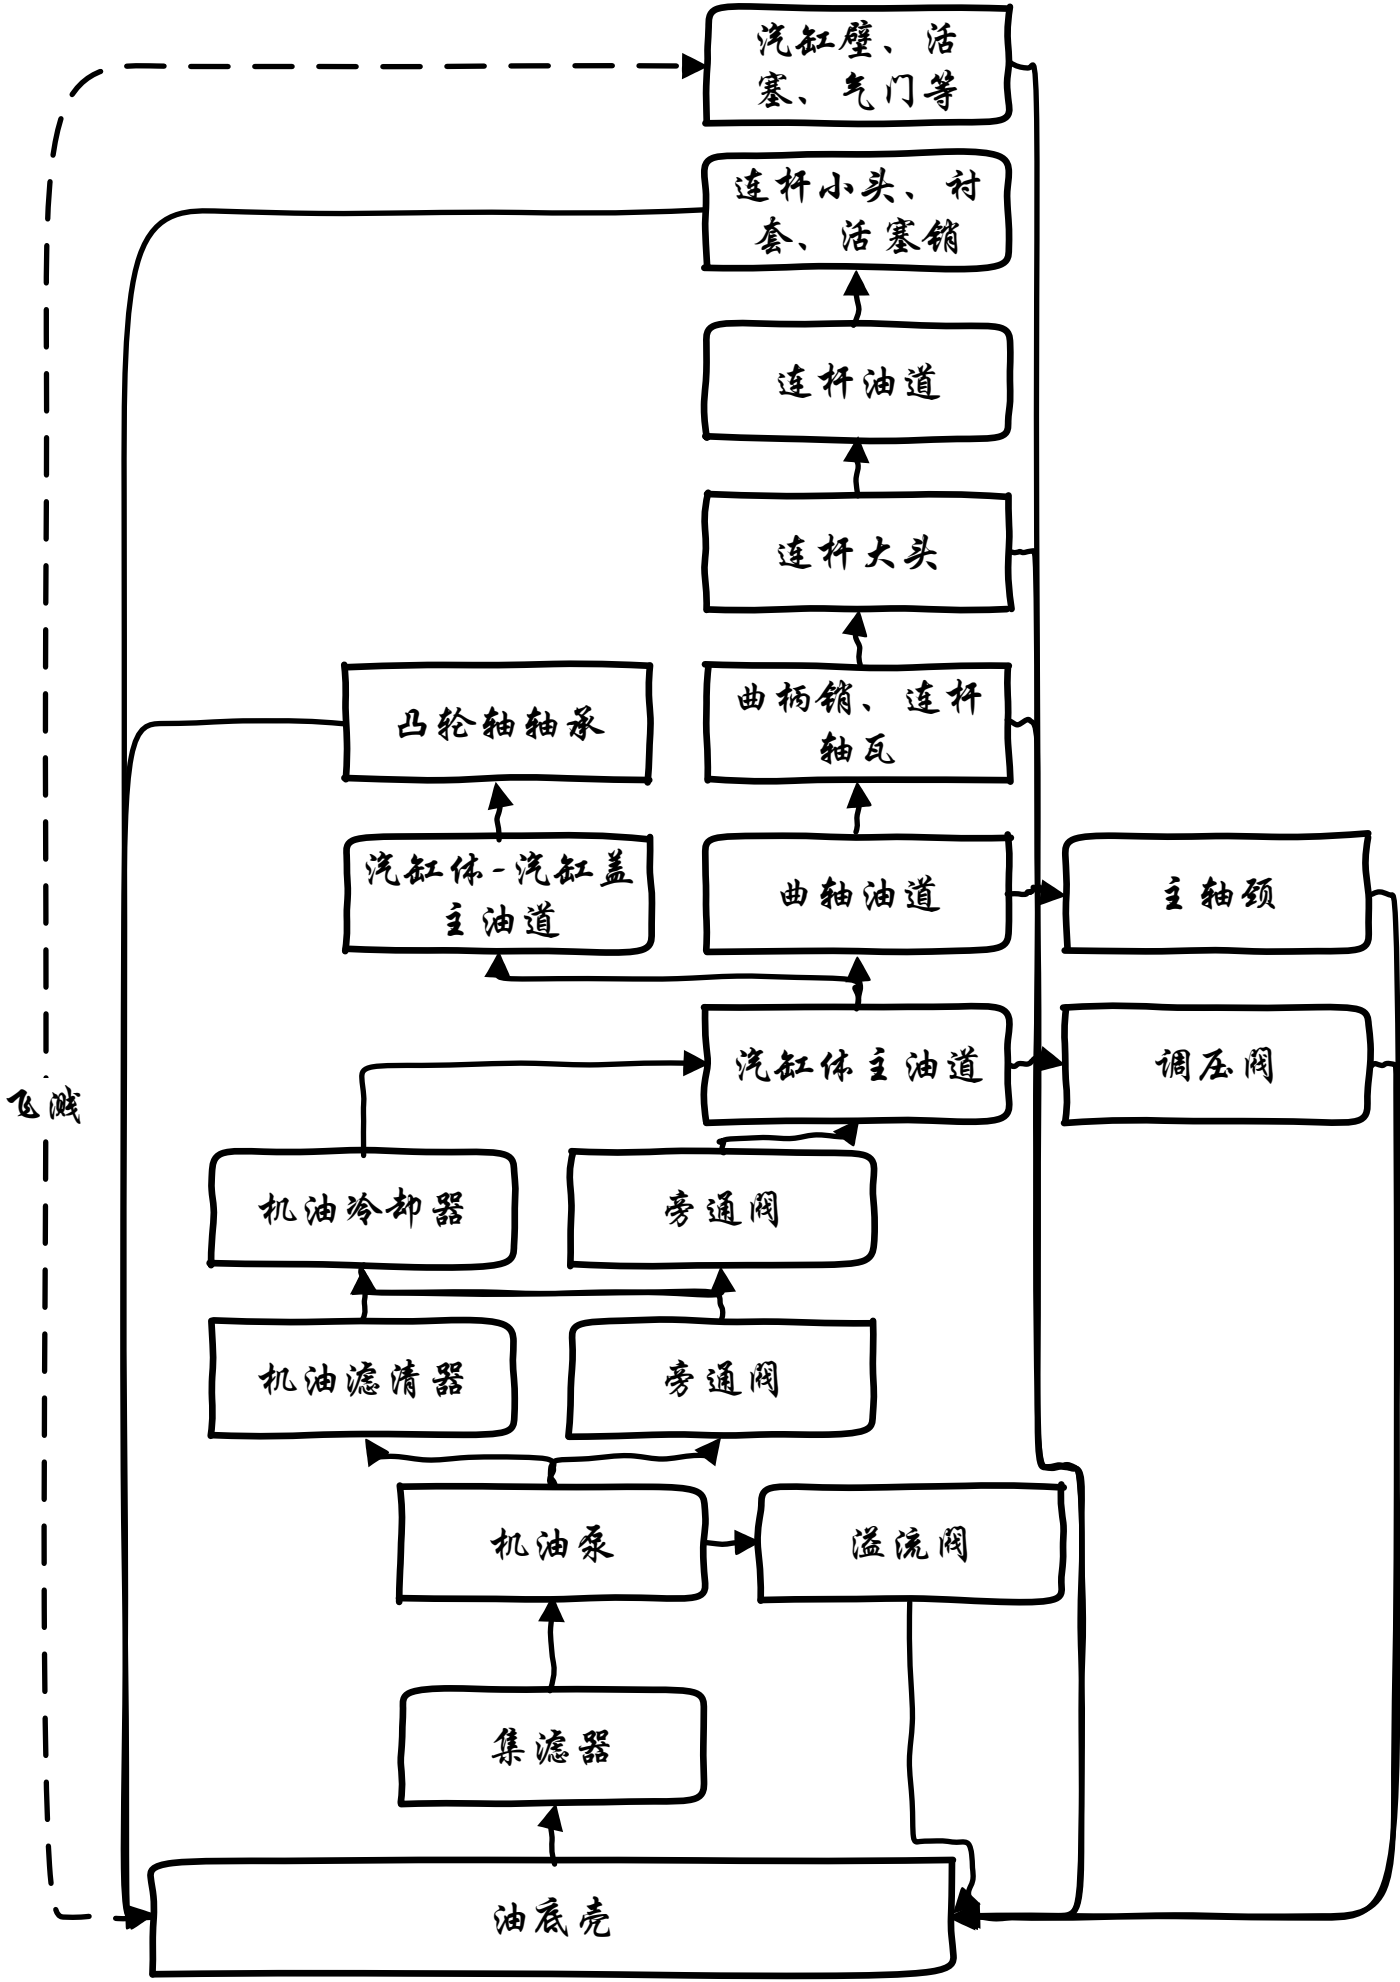 汽缸壁、活
塞、气门等
连杆小头、衬
套、活塞销
连杆油道
连杆大头
凸轮轴轴承
曲柄销、连杆
轴瓦
汽缸体-汽缸盖
主油道
曲轴油道
主轴颈
汽缸体主油道
调压阀
飞溅
机油冷却器
旁通阀
机油滤清器
旁通阀
机油泵
溢流阀
集滤器
油底壳